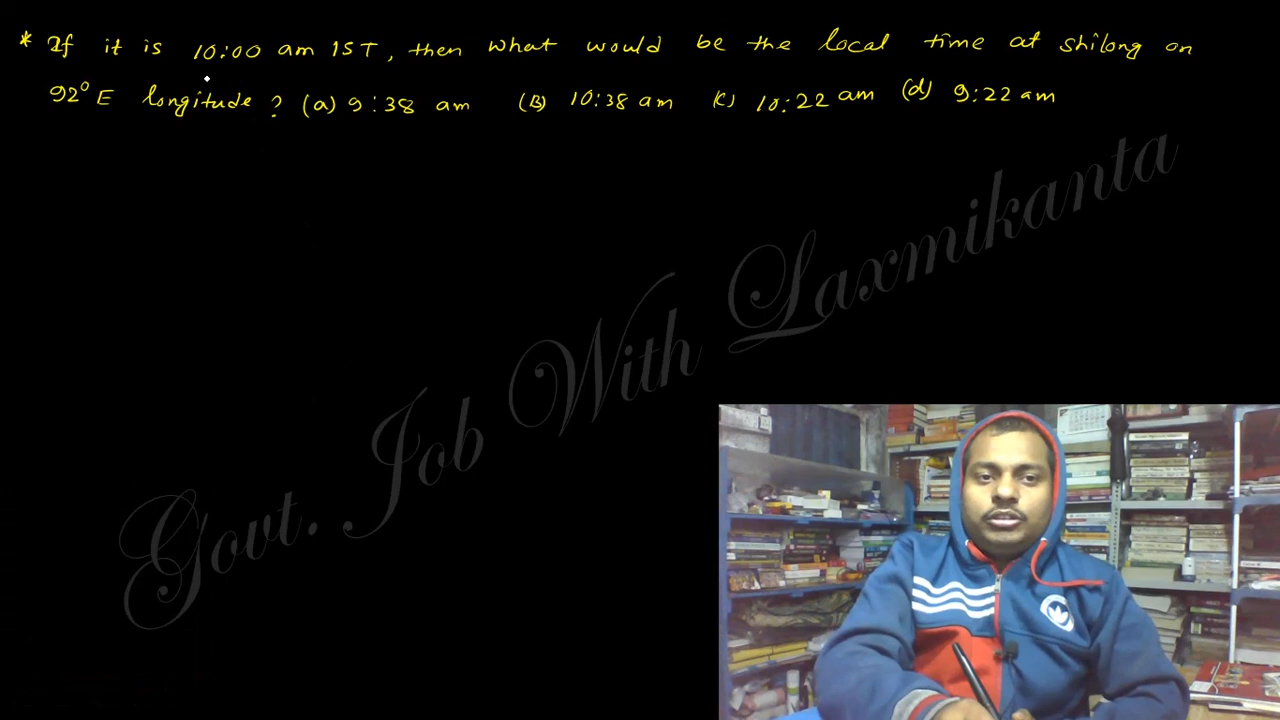 * If it is 10:00 am IST, then what would be the local time at shilong on
92° E longitude ? (a) 9:38 am (B) 10:38 am (c) 10:22 am (d) 9:22 am
Govt. Job With Laxmikanta